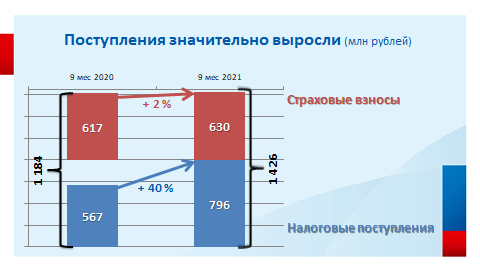 Поступления значительно выросли (млн рублей)
9 мес 2020
9 мес 2021
617
+ 2 %
630
Страховые взносы
1 184
1 426
567
+ 40 %
796
Налоговые поступления